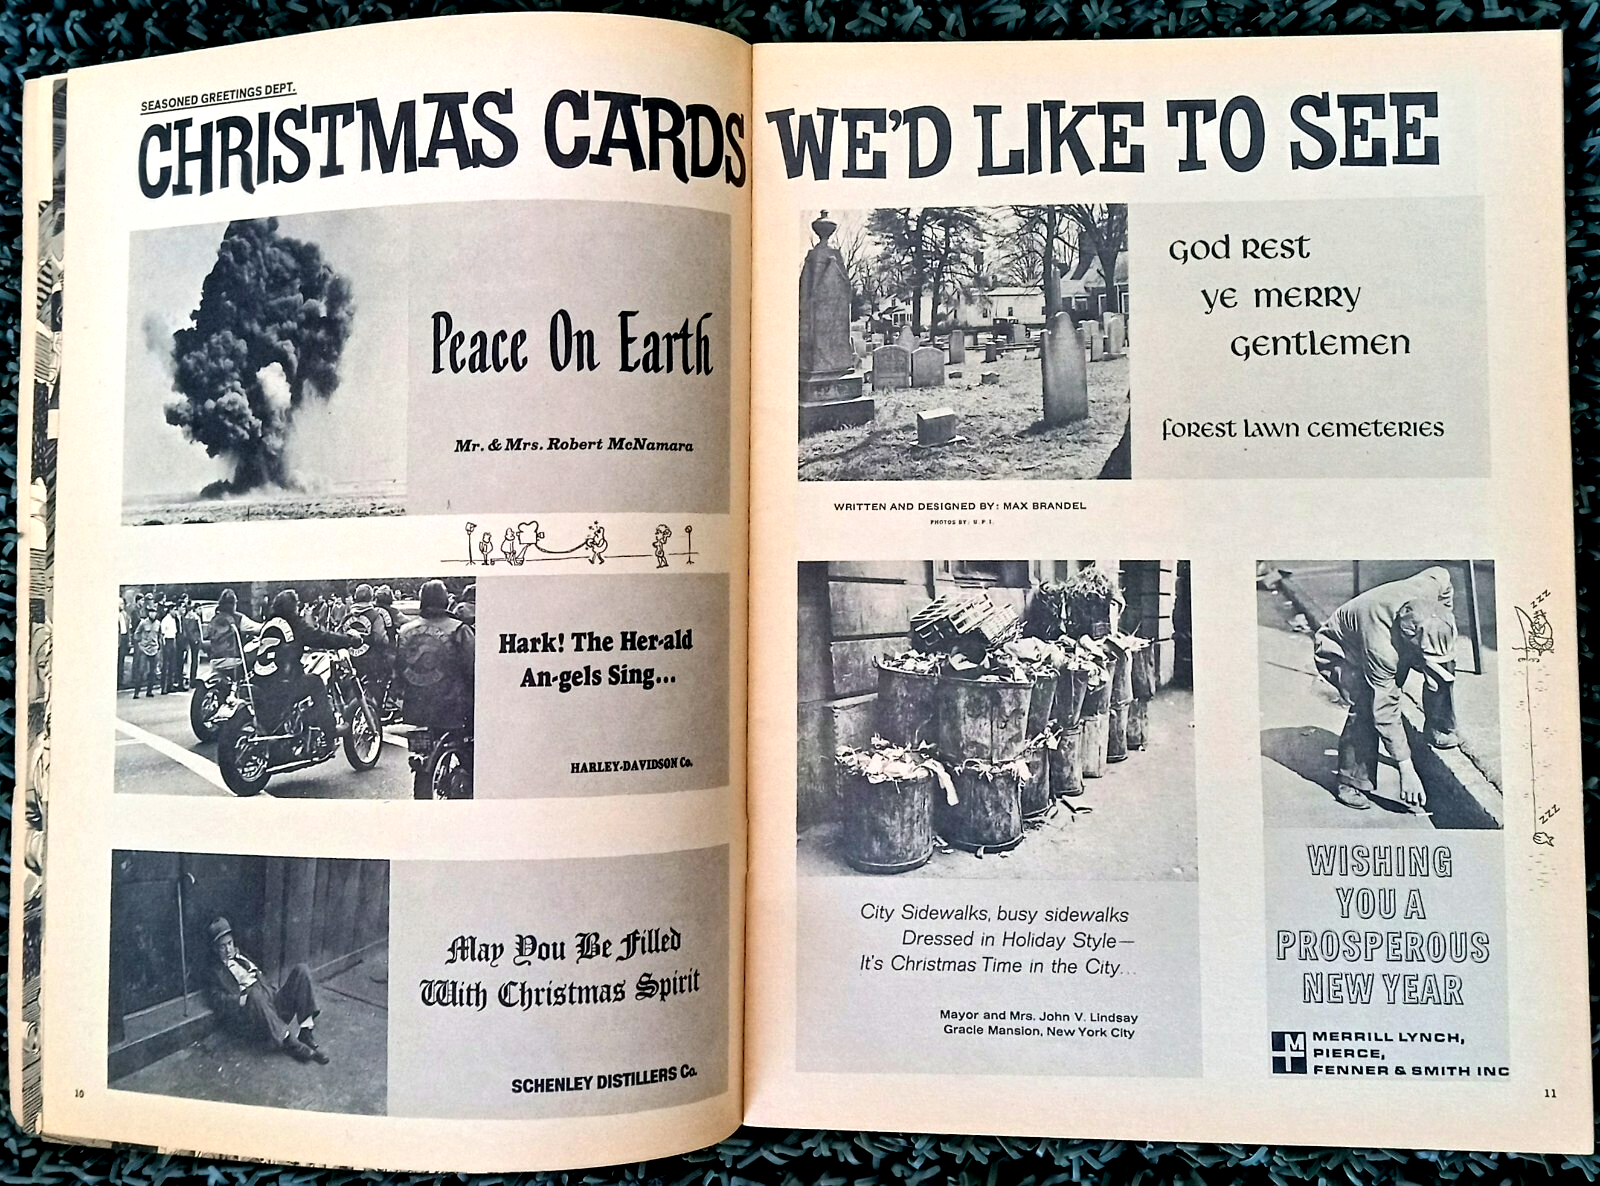 SEASONED GREETINGS DEPT.
CHRISTMAS CARDS WE'D LIKE TO SEE
Peace On Earth
Mr. & Mrs. Robert McNamara
Hark! The Her-ald
An-gels Sing...
HARLEY-DAVIDSON Co.
May You Be Filled
With Christmas Spirit
SCHENLEY DISTILLERS Co.
10
God Rest
ye merry
gentlemen
forest lawn cemeteries
WRITTEN AND DESIGNED BY: MAX BRANDEL
PHOTOS BY: U.P.I.
City Sidewalks, busy sidewalks
Dressed in Holiday Style—
It's Christmas Time in the City...
Mayor and Mrs. John V. Lindsay
Gracie Mansion, New York City
zzz
zzz
WISHING
YOU A
PROSPEROUS
NEW YEAR
M
MERRILL LYNCH,
PIERCE,
FENNER & SMITH INC
11